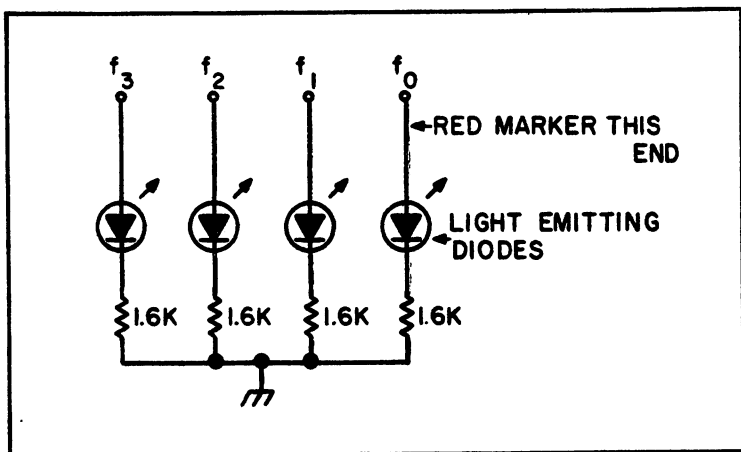 f3 f2 f1 f0
RED MARKER THIS
END
LIGHT EMITTING
DIODES
1.6K 1.6K 1.6K 1.6K